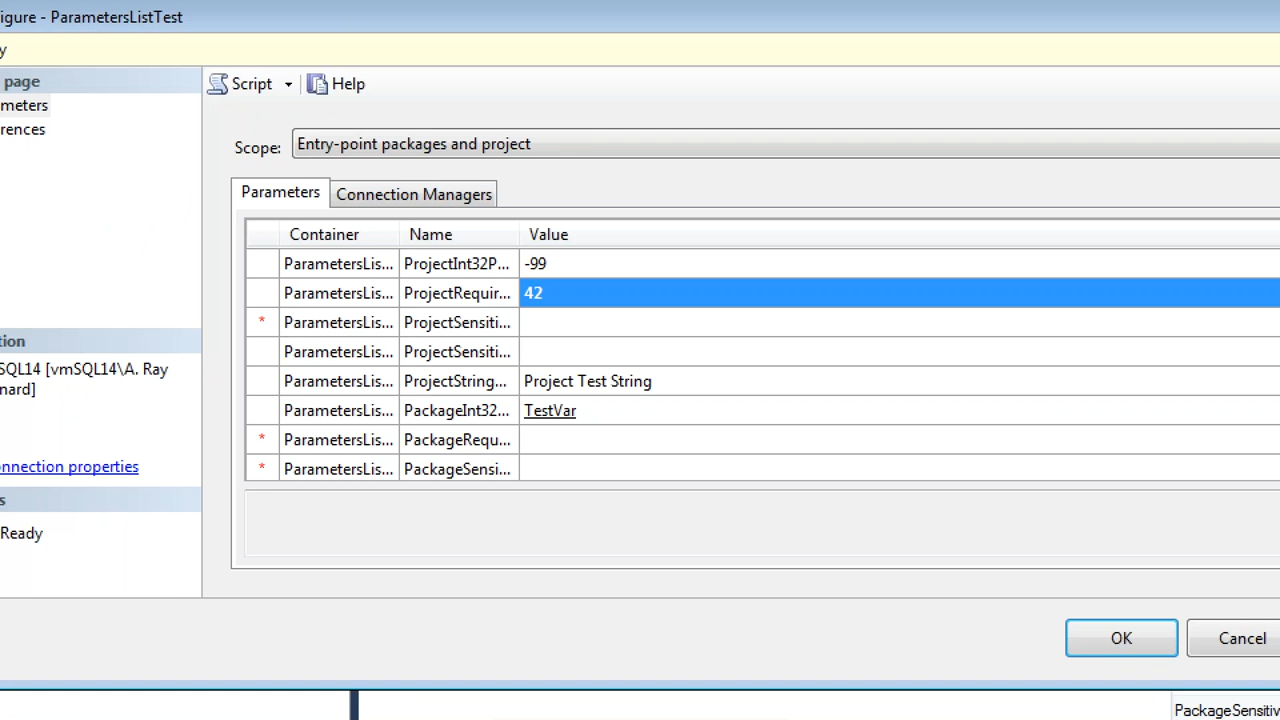 igure - ParametersListTest
y
page
Script Help
meters
rences
Scope: Entry-point packages and project
Parameters Connection Managers
Container Name Value
ParametersLis... ProjectInt32P... -99
ParametersLis... ProjectRequir... 42
* ParametersLis... ProjectSensiti...
ParametersLis... ProjectSensiti...
ParametersLis... ProjectString... Project Test String
ParametersLis... PackageInt32... TestVar
* ParametersLis... PackageRequ...
* ParametersLis... PackageSensi...
tion
SQL14 [vmSQL14\A. Ray
nard]
onnection properties
s
Ready
OK Cancel
PackageSensitiv